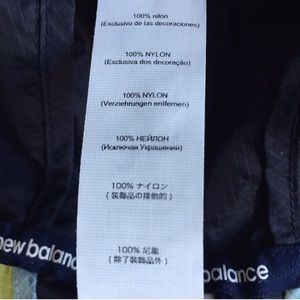 100% nilón
(Exclusivo de las decoraciones)
100% NYLON
(Exclusiva dos decoração)
100% NYLON
(Verziehrungen entfernen)
100% НЕЙЛОН
(Исключая Украшений)
100% ナイロン
(装飾品の排他的)
100% 尼龍
(除了裝飾品外)
new balance
balance